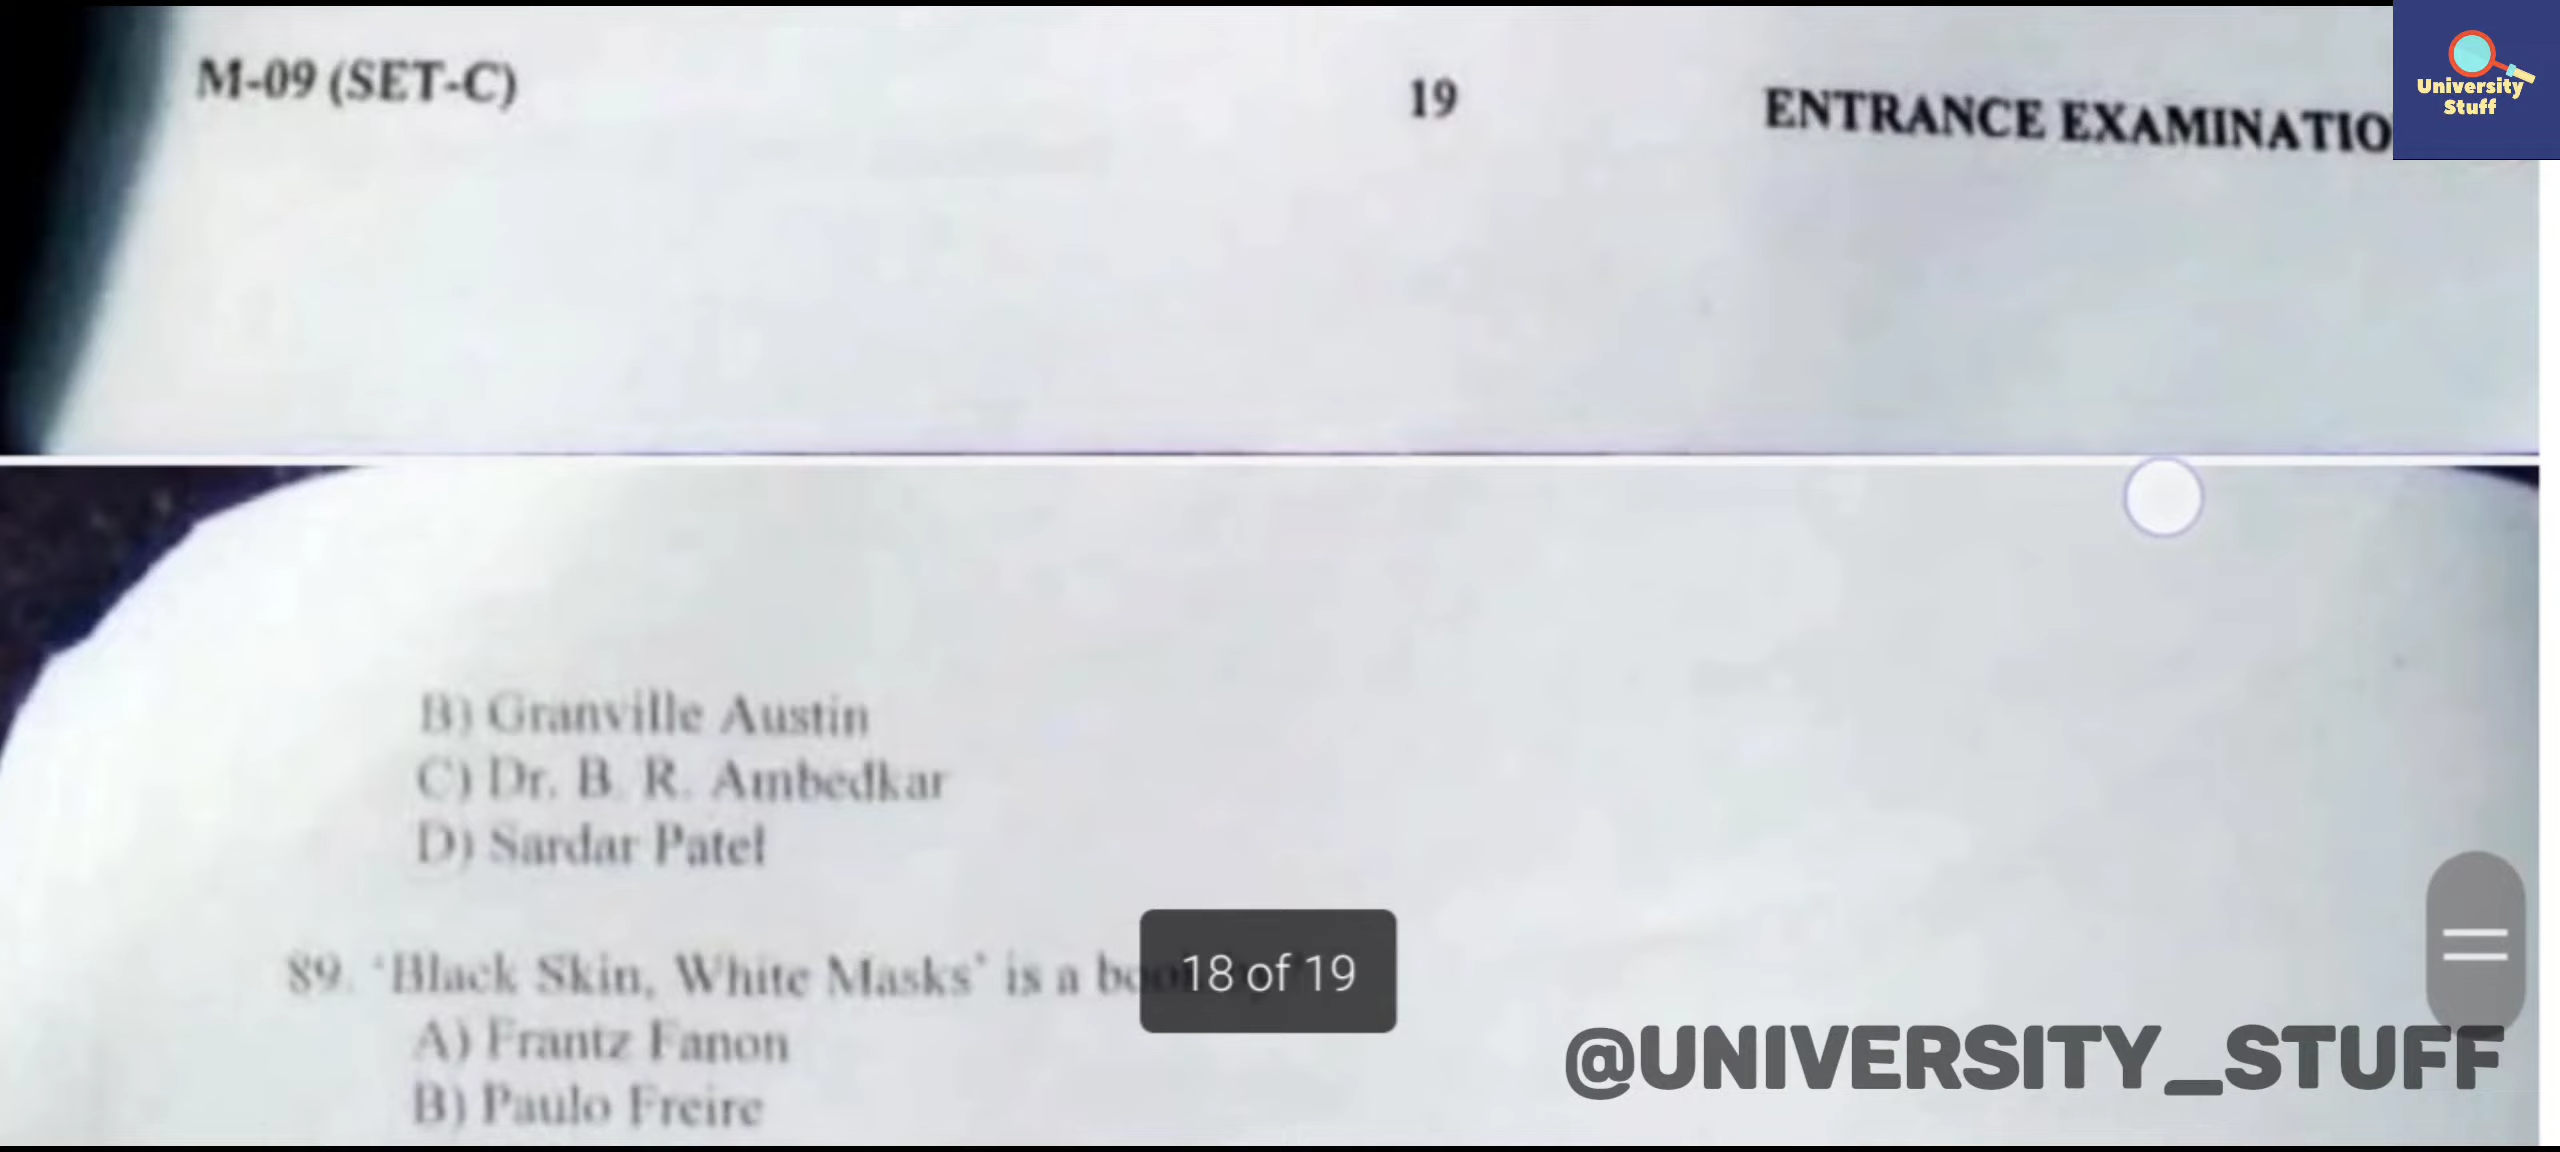 M-09 (SET-C)
19
ENTRANCE EXAMINATIO
University
Stuff
B) Granville Austin
C) Dr. B. R. Ambedkar
D) Sardar Patel
89. 'Black Skin, White Masks' is a
18 of 19
A) Frantz Fanon
B) Paulo Freire
@UNIVERSITY_STUFF